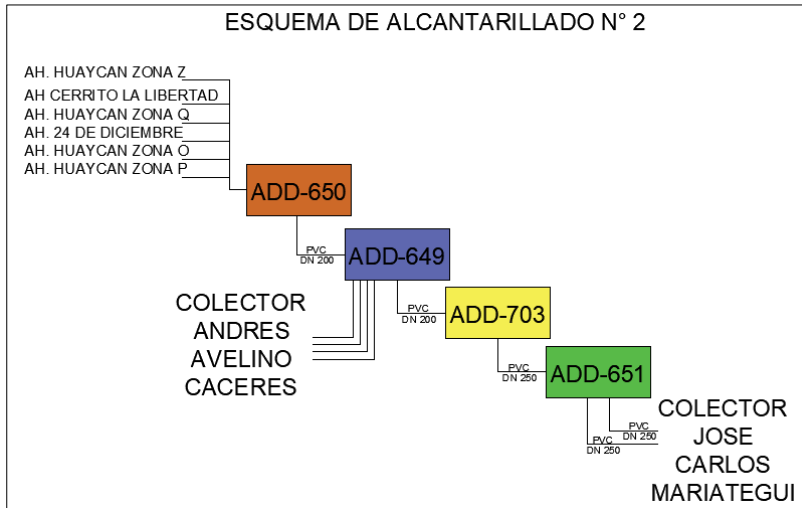 ESQUEMA DE ALCANTARILLADO N° 2
AH. HUAYCAN ZONA Z
AH CERRITO LA LIBERTAD
AH. HUAYCAN ZONA Q
AH. 24 DE DICIEMBRE
AH. HUAYCAN ZONA O
AH. HUAYCAN ZONA P
ADD-650
PVC
DN 200
ADD-649
COLECTOR
ANDRES
AVELINO
CACERES
PVC
DN 200
ADD-703
PVC
DN 250
ADD-651
PVC
DN 250
PVC
DN 250
COLECTOR
JOSE
CARLOS
MARIATEGUI